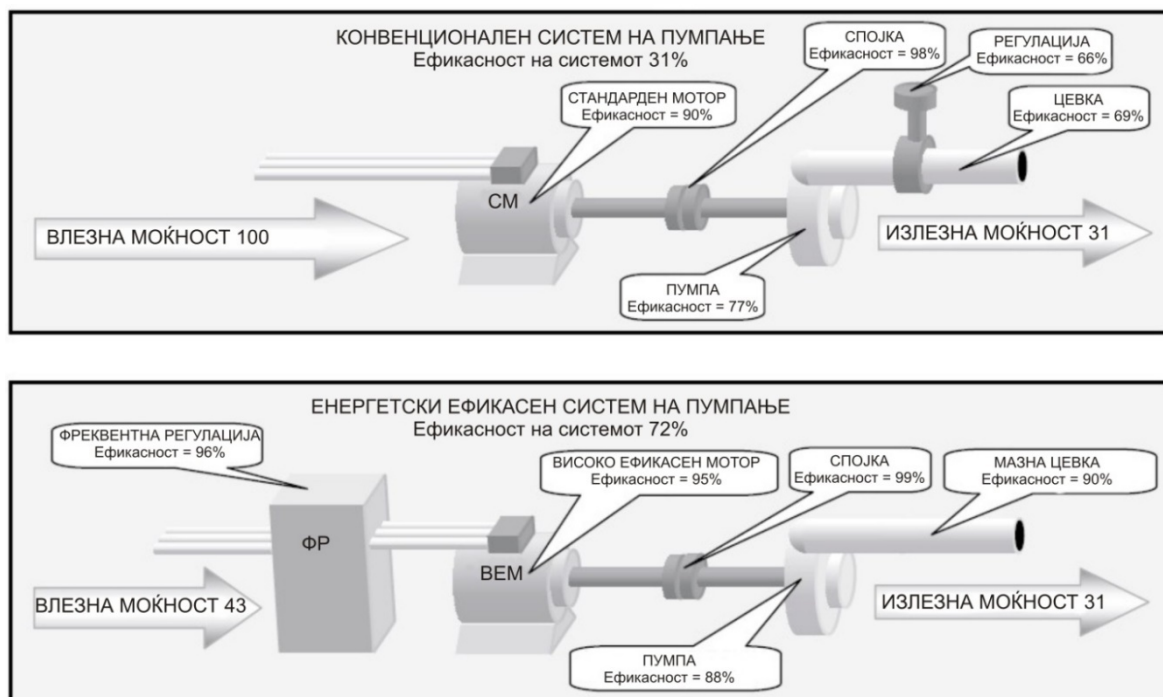 КОНВЕНЦИОНАЛЕН СИСТЕМ НА ПУМПАЊЕ
Ефикасност на системот 31%
СПОЈКА
Ефикасност = 98%
РЕГУЛАЦИЈА
Ефикасност = 66%
СТАНДАРДЕН МОТОР
Ефикасност = 90%
ЦЕВКА
Ефикасност = 69%
СМ
ВЛЕЗНА МОЌНОСТ 100
ИЗЛЕЗНА МОЌНОСТ 31
ПУМПА
Ефикасност = 77%
ЕНЕРГЕТСКИ ЕФИКАСЕН СИСТЕМ НА ПУМПАЊЕ
Ефикасност на системот 72%
ФРЕКВЕНТНА РЕГУЛАЦИЈА
Ефикасност = 96%
ВИСОКО ЕФИКАСЕН МОТОР
Ефикасност = 95%
СПОЈКА
Ефикасност = 99%
МАЗНА ЦЕВКА
Ефикасност = 90%
ФР
ВЕМ
ВЛЕЗНА МОЌНОСТ 43
ИЗЛЕЗНА МОЌНОСТ 31
ПУМПА
Ефикасност = 88%